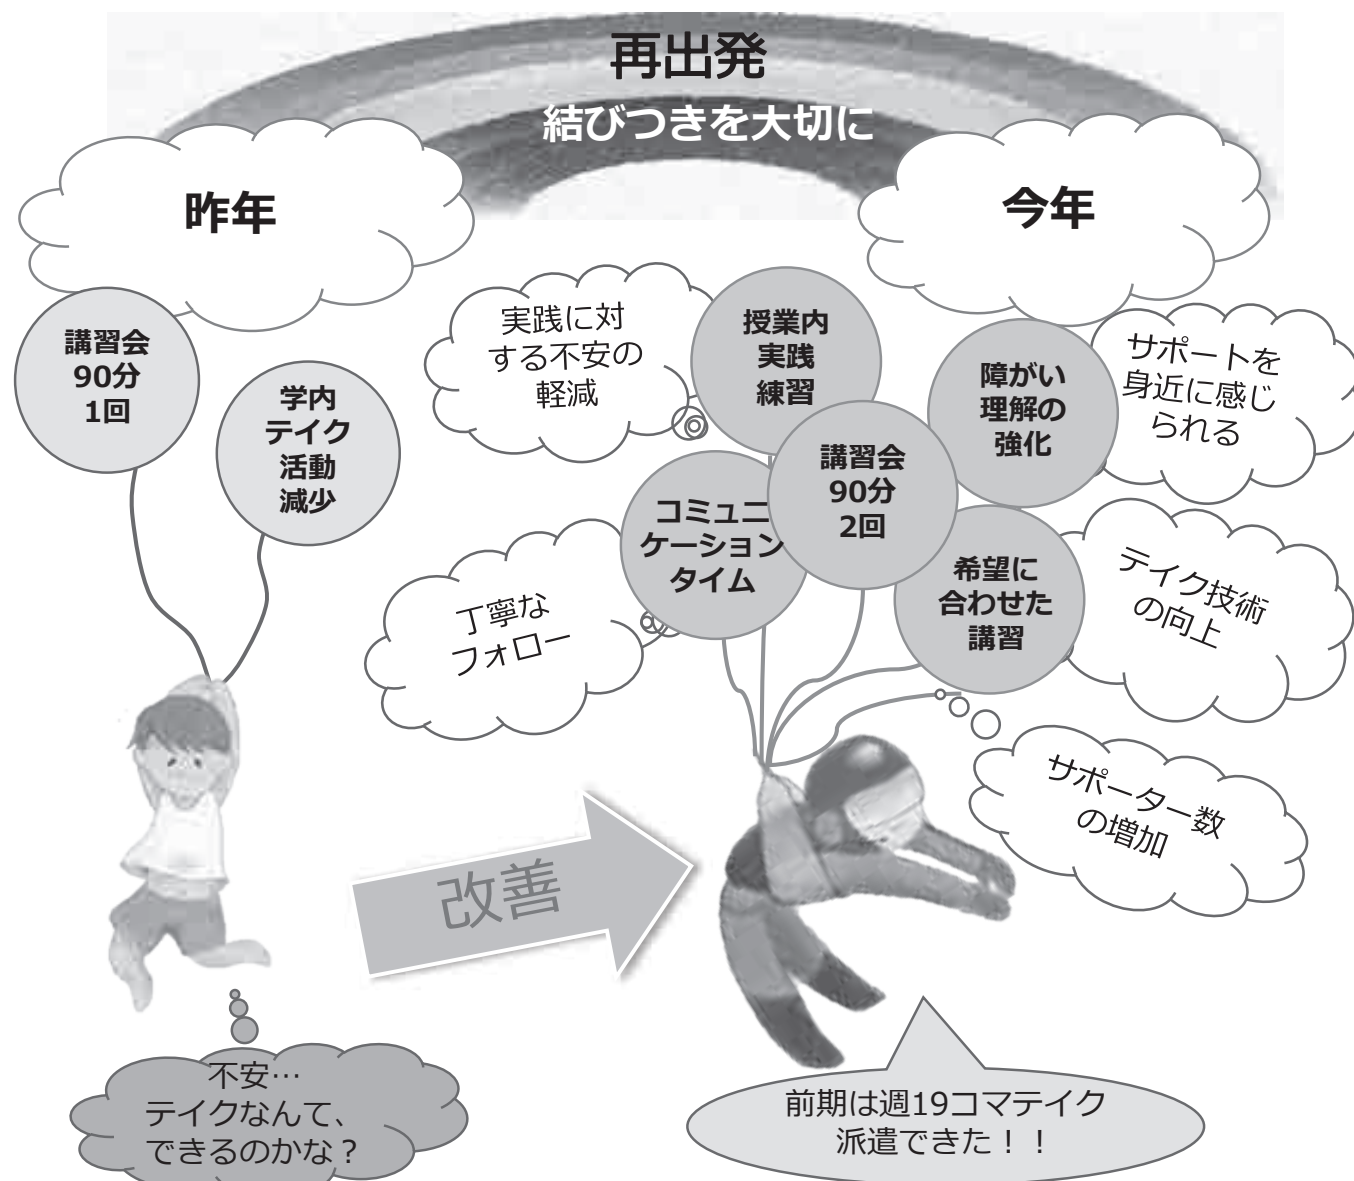 再出発
結びつきを大切に
昨年
今年
講習会
90分
1回
学内
テイク
活動
減少
実践に対
する不安の
軽減
授業内
実践
練習
障がい
理解の
強化
サポートを
身近に感じ
られる
コミュニ
ケーション
タイム
講習会
90分
2回
希望に
合わせた
講習
テイク技術
の向上
丁寧な
フォロー
サポーター数
の増加
改善
不安…
テイクなんて、
できるのかな？
前期は週19コマテイク
派遣できた！！